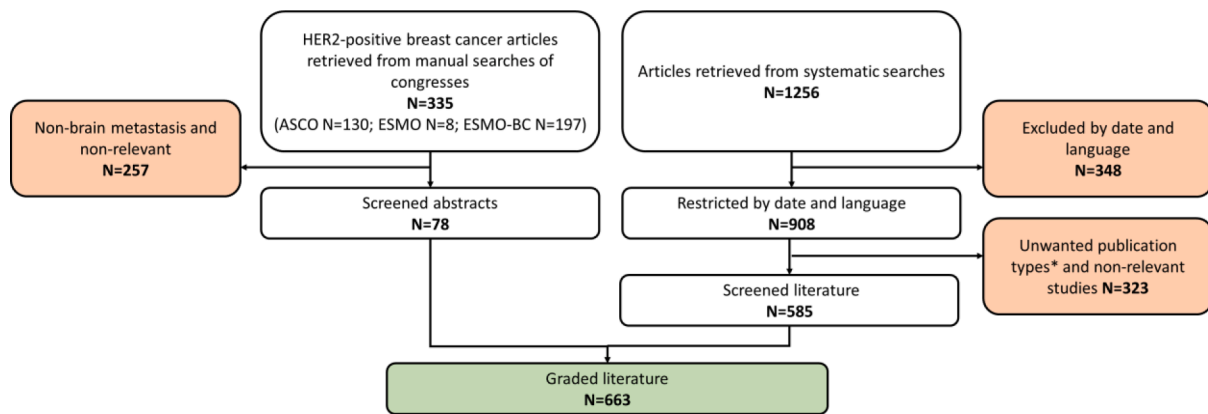 HER2-positive breast cancer articles
retrieved from manual searches of
congresses
N=335
(ASCO N=130; ESMO N=8; ESMO-BC N=197)
Articles retrieved from systematic searches
N=1256
Non-brain metastasis and
non-relevant
N=257
Excluded by date and
language
N=348
Screened abstracts
N=78
Restricted by date and language
N=908
Unwanted publication
types* and non-relevant
studies N=323
Screened literature
N=585
Graded literature
N=663